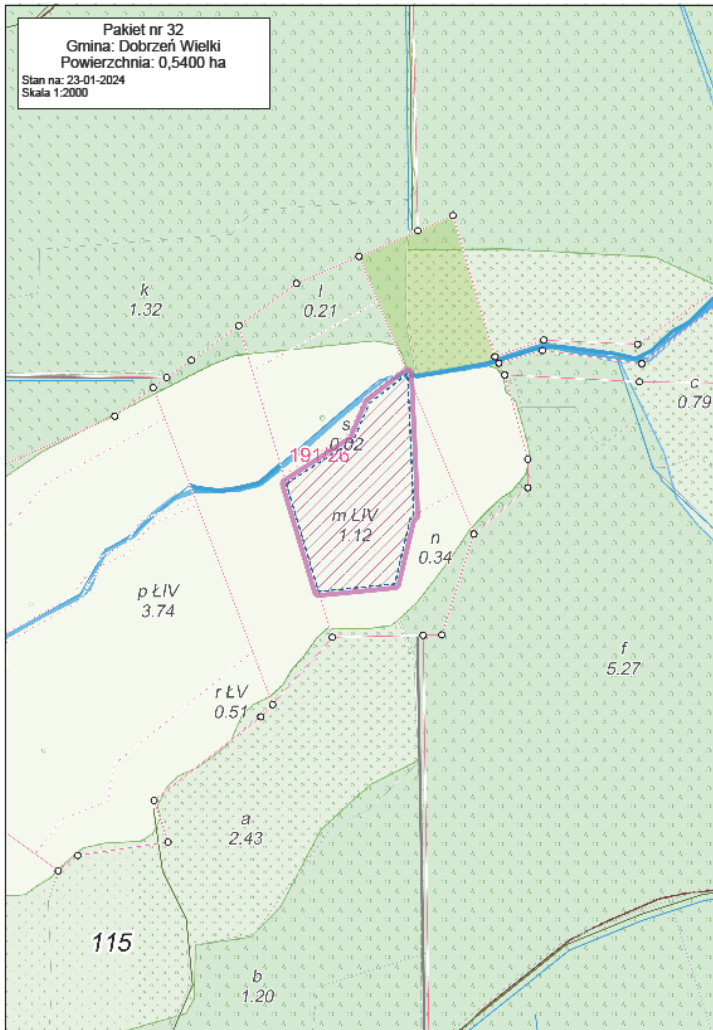 Pakiet nr 32
Gmina: Dobrzeń Wielki
Powierzchnia: 0,5400 ha
Stan na: 23-01-2024
Skala 1:2000
k
1.32
l
0.21
c
0.79
s
0.02
191/26
m ŁIV
1.12
n
0.34
p ŁIV
3.74
f
5.27
r ŁV
0.51
a
2.43
115
b
1.20